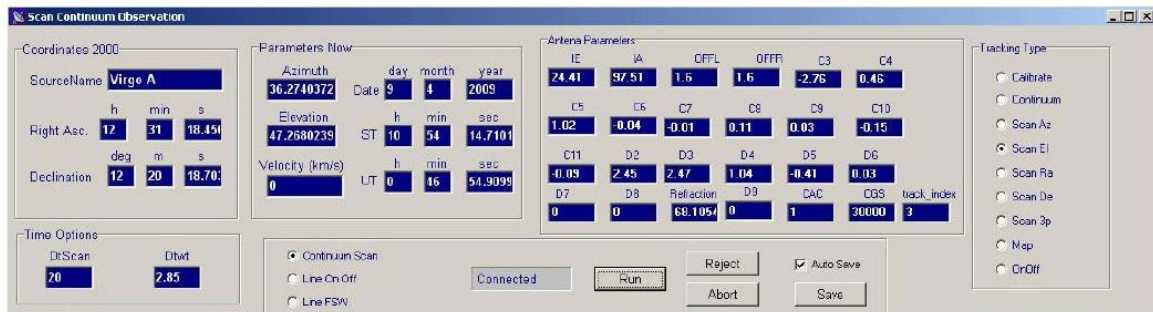 Scan Continuum Observation
Coordinates 2000
SourceName Virgo A
h min s
Right Asc. 12 31 18.450
deg m s
Declination 12 20 18.70
Parameters Now
Azimuth day month year
36.2740372 Date 9 4 2009
Elevation h min sec
47.2680239 ST 10 54 14.7101
Velocity (km/s) h min sec
0 UT 0 46 54.9099
Antena Parameters
IE IA OFFL OFFR C3 C4
24.41 97.51 1.6 1.6 -2.76 0.46
C5 C6 C7 C8 C9 C10
1.02 -0.04 -0.01 0.11 0.03 -0.15
C11 D2 D3 D4 D5 D6
-0.09 2.45 2.47 1.04 -0.41 0.03
D7 D8 Refraction D9 CAC CGS track_index
0 0 68.1054 0 1 30000 3
Tracking Type
Calibrate
Continuum
Scan Az
Scan El
Scan Ra
Scan De
Scan 3p
Map
OnOff
Time Options
DtScan Dtwt
20 2.85
Continuum Scan
Line On Off
Line FSW
Connected
Run
Reject
Abort
Auto Save
Save